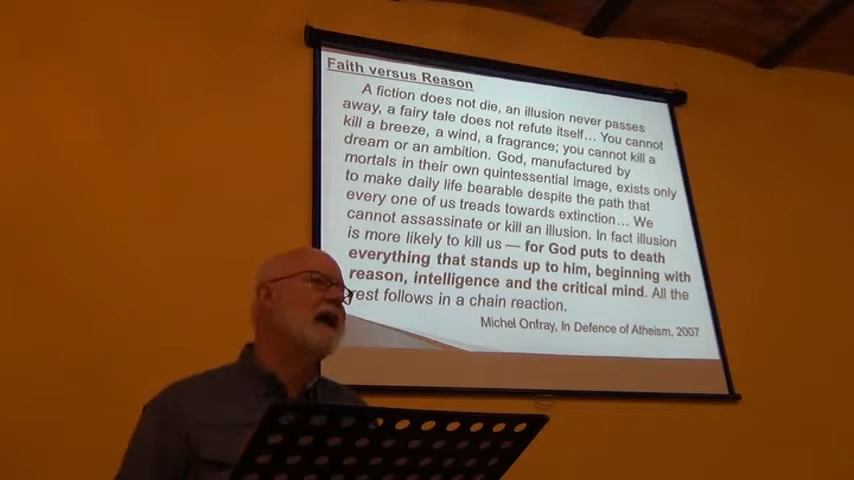 Faith versus Reason
A fiction does not die, an illusion never passes
away, a fairy tale does not refute itself... You cannot
kill a breeze, a wind, a fragrance; you cannot kill a
dream or an ambition. God, manufactured by
mortals in their own quintessential image, exists only
to make daily life bearable despite the path that
every one of us treads towards extinction... We
cannot assassinate or kill an illusion. In fact illusion
is more likely to kill us — for God puts to death
everything that stands up to him, beginning with
reason, intelligence and the critical mind. All the
rest follows in a chain reaction.
Michel Onfray, In Defence of Atheism, 2007